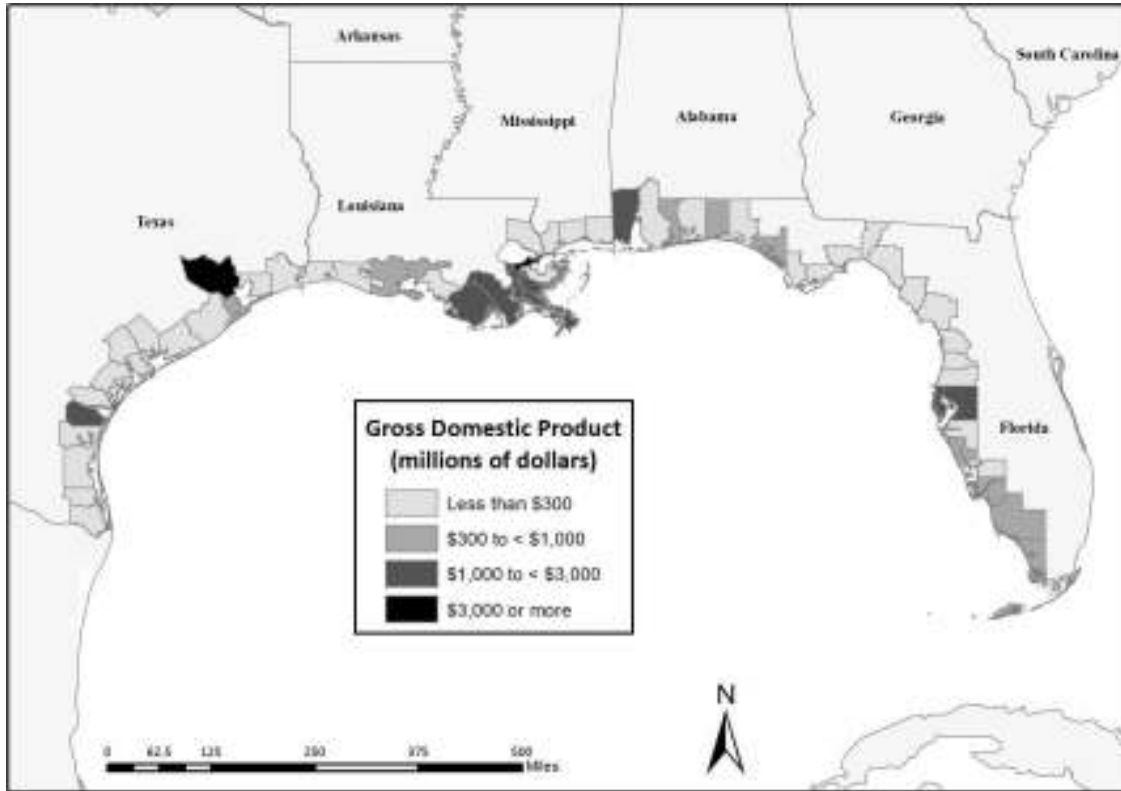 Arkansas
South Carolina
Mississippi
Alabama
Georgia
Louisiana
Texas
Florida
Gross Domestic Product
(millions of dollars)
Less than $300
$300 to < $1,000
$1,000 to < $3,000
$3,000 or more
N
0 62.5 125 250 375 500
Miles